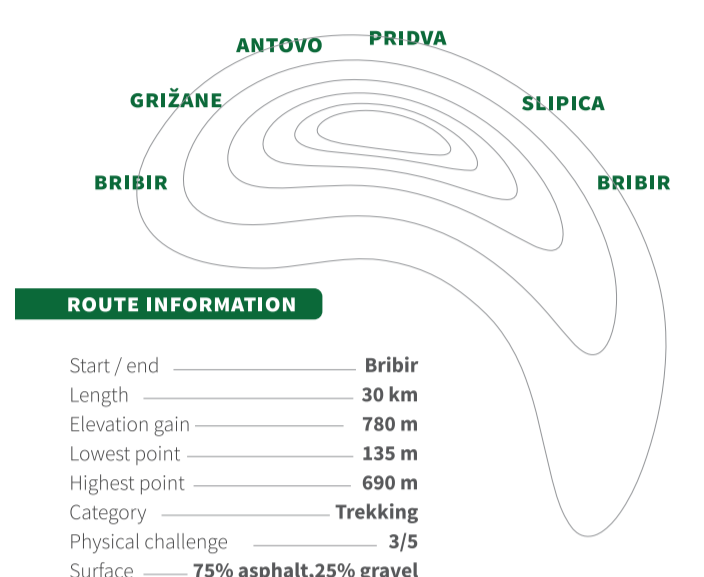 ANTOVO
PRIDVA
GRIŽANE
SLIPICA
BRIBIR
BRIBIR
ROUTE INFORMATION
Start / end Bribir
Length 30 km
Elevation gain 780 m
Lowest point 135 m
Highest point 690 m
Category Trekking
Physical challenge 3/5
Surface 75% asphalt,25% gravel